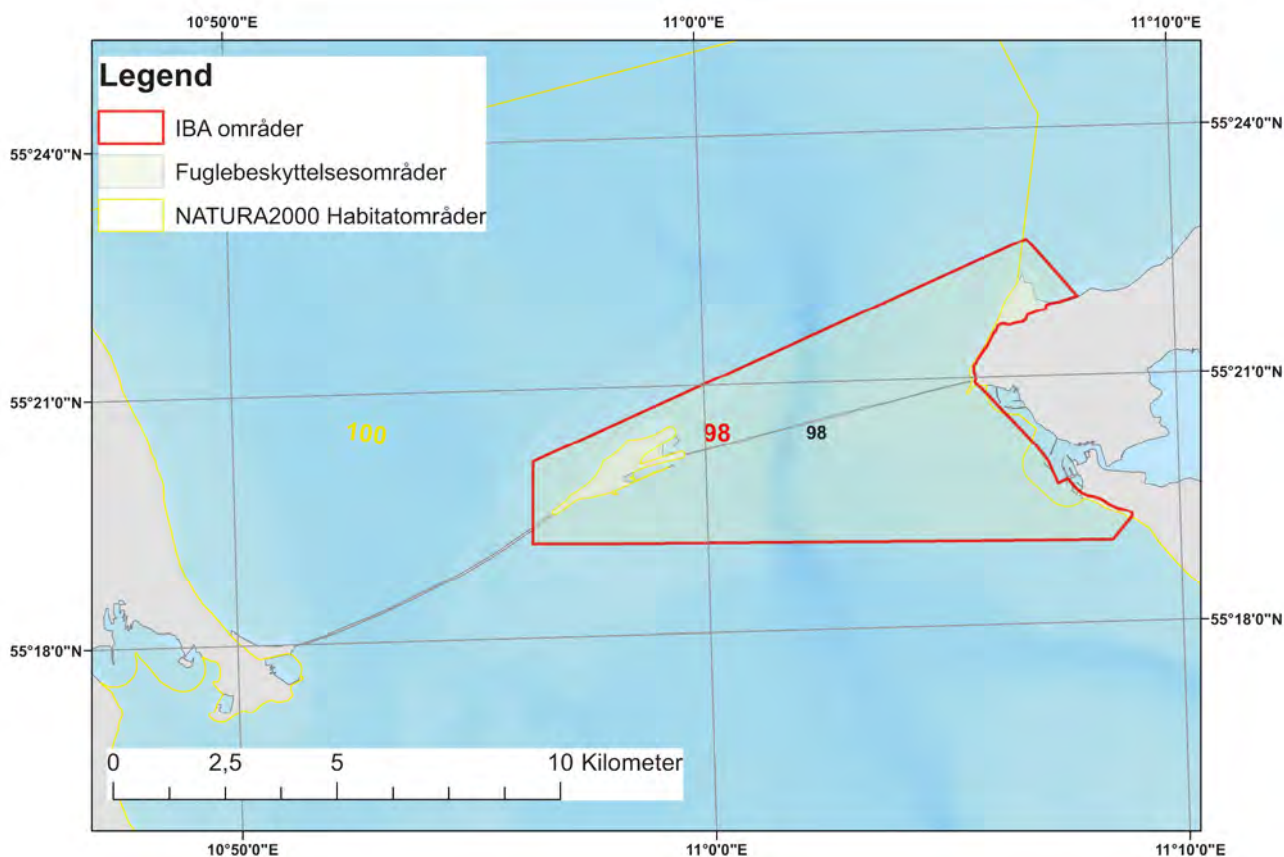 10°50'0"E 11°0'0"E 11°10'0"E
Legend
IBA områder
Fuglebeskyttelsesområder
NATURA2000 Habitatområder
55°24'0"N 55°24'0"N
55°21'0"N 55°21'0"N
100 98 98
55°18'0"N 55°18'0"N
0 2,5 5 10 Kilometer
10°50'0"E 11°0'0"E 11°10'0"E